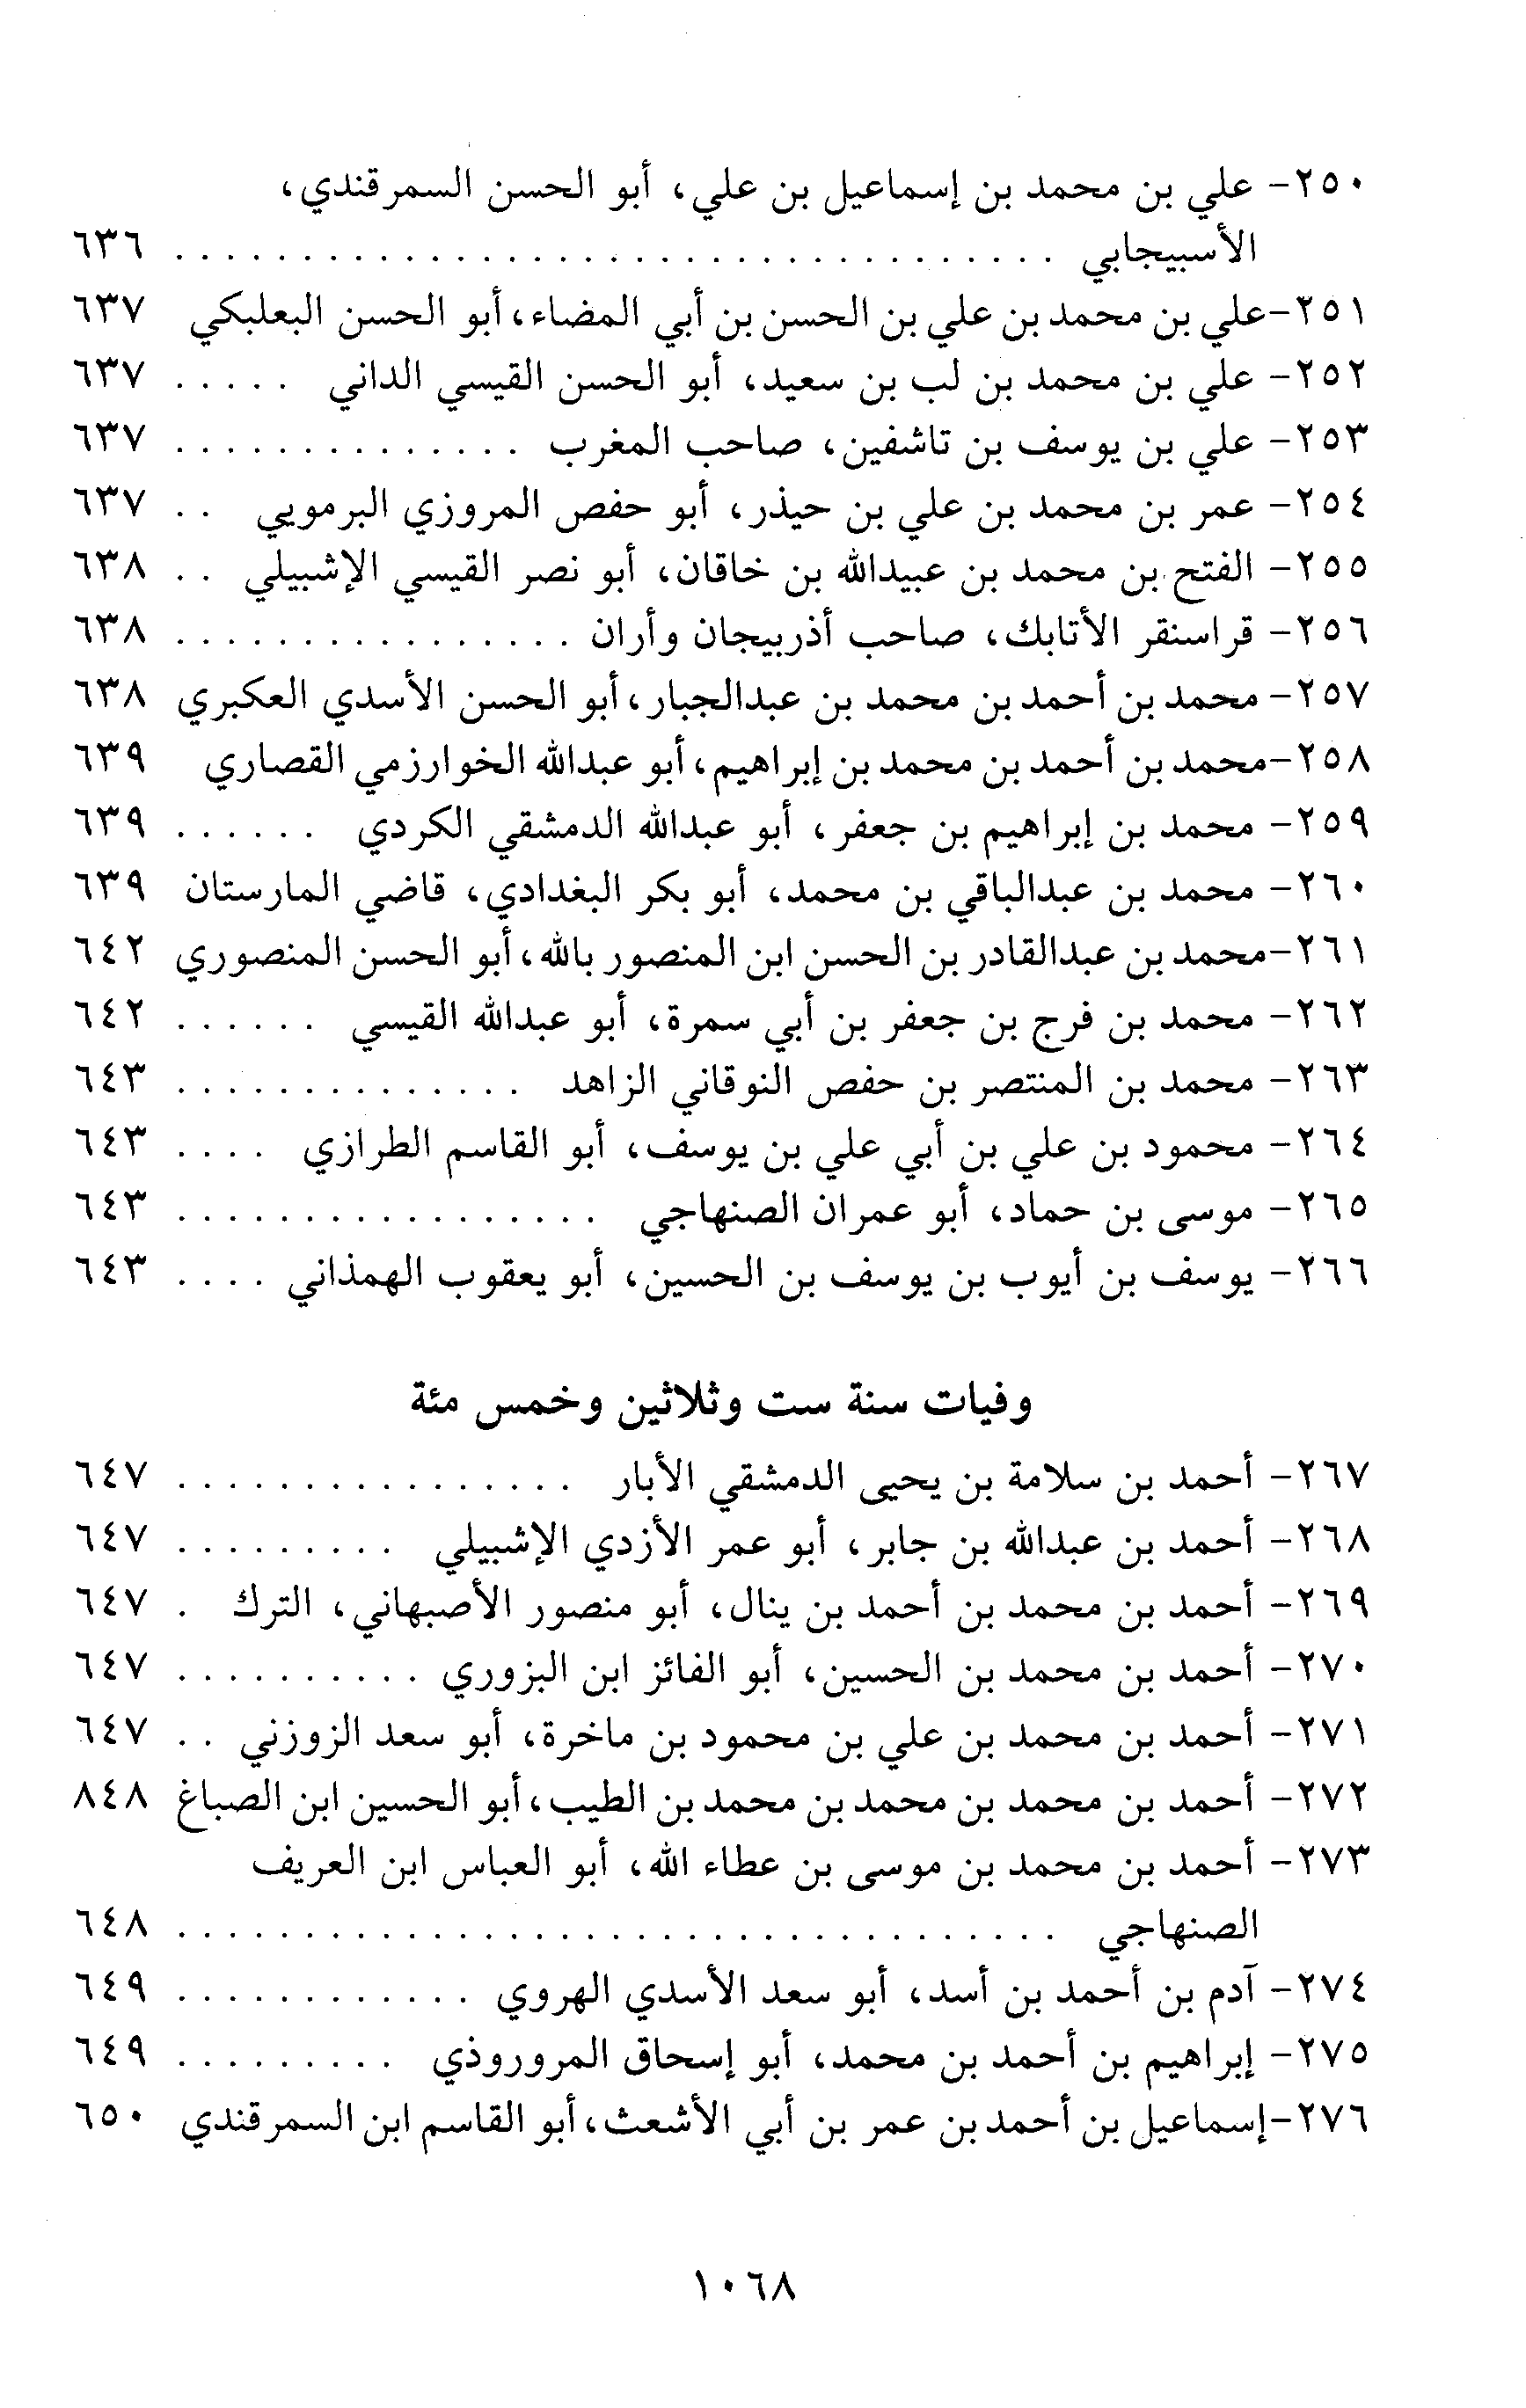 ٢٥٠- علي بن محمد بن إسماعيل بن علي، أبو الحسن السمرقندي،
الأسبيجابي . . . . . . . . . . . . . . . . . . . . . . . . . . . . . . . . . . . ٦٣٦
٢٥١-علي بن محمد بن علي بن الحسن بن أبي المضاء، أبو الحسن البعلبكي ٦٣٧
٢٥٢- علي بن محمد بن لب بن سعيد، أبو الحسن القيسي الداني . . . . . ٦٣٧
٢٥٣- علي بن يوسف بن تاشفين، صاحب المغرب . . . . . . . . . . . . . . ٦٣٧
٢٥٤- عمر بن محمد بن علي بن حيذر، أبو حفص المروزي البرمويي . . ٦٣٧
٢٥٥- الفتح بن محمد بن عبيدالله بن خاقان، أبو نصر القيسي الإشبيلي . . ٦٣٨
٢٥٦- قراسنقر الأتابك، صاحب أذربيجان وأران . . . . . . . . . . . . . . . . ٦٣٨
٢٥٧- محمد بن أحمد بن محمد بن عبدالجبار، أبو الحسن الأسدي العكبري ٦٣٨
٢٥٨-محمد بن أحمد بن محمد بن إبراهيم، أبو عبدالله الخوارزمي القصاري ٦٣٩
٢٥٩- محمد بن إبراهيم بن جعفر، أبو عبدالله الدمشقي الكردي . . . . . . ٦٣٩
٢٦٠- محمد بن عبدالباقي بن محمد، أبو بكر البغدادي، قاضي المارستان ٦٣٩
٢٦١-محمد بن عبدالقادر بن الحسن ابن المنصور بالله، أبو الحسن المنصوري ٦٤٢
٢٦٢- محمد بن فرج بن جعفر بن أبي سمرة، أبو عبدالله القيسي . . . . . . ٦٤٢
٢٦٣- محمد بن المنتصر بن حفص النوقاني الزاهد . . . . . . . . . . . . . . ٦٤٣
٢٦٤- محمود بن علي بن أبي علي بن يوسف، أبو القاسم الطرازي . . . . ٦٤٣
٢٦٥- موسى بن حماد، أبو عمران الصنهاجي . . . . . . . . . . . . . . . . . ٦٤٣
٢٦٦- يوسف بن أيوب بن يوسف بن الحسين، أبو يعقوب الهمذاني . . . . ٦٤٣
وفيات سنة ست وثلاثين وخمس مئة
٢٦٧- أحمد بن سلامة بن يحيى الدمشقي الأبار . . . . . . . . . . . . . . . . ٦٤٧
٢٦٨- أحمد بن عبدالله بن جابر، أبو عمر الأزدي الإشبيلي . . . . . . . . . ٦٤٧
٢٦٩- أحمد بن محمد بن أحمد بن ينال، أبو منصور الأصبهاني، الترك . ٦٤٧
٢٧٠- أحمد بن محمد بن الحسين، أبو الفائز ابن البزوري . . . . . . . . . . ٦٤٧
٢٧١- أحمد بن محمد بن علي بن محمود بن ماخرة، أبو سعد الزوزني . . ٦٤٧
٢٧٢- أحمد بن محمد بن محمد بن محمد بن الطيب، أبو الحسين ابن الصباغ ٨٤٨
٢٧٣- أحمد بن محمد بن موسى بن عطاء الله، أبو العباس ابن العريف
الصنهاجي . . . . . . . . . . . . . . . . . . . . . . . . . . . . . . . . . . . ٦٤٨
٢٧٤- آدم بن أحمد بن أسد، أبو سعد الأسدي الهروي . . . . . . . . . . . . ٦٤٩
٢٧٥- إبراهيم بن أحمد بن محمد، أبو إسحاق المروروذي . . . . . . . . . ٦٤٩
٢٧٦-إسماعيل بن أحمد بن عمر بن أبي الأشعث، أبو القاسم ابن السمرقندي ٦٥٠
١٠٦٨